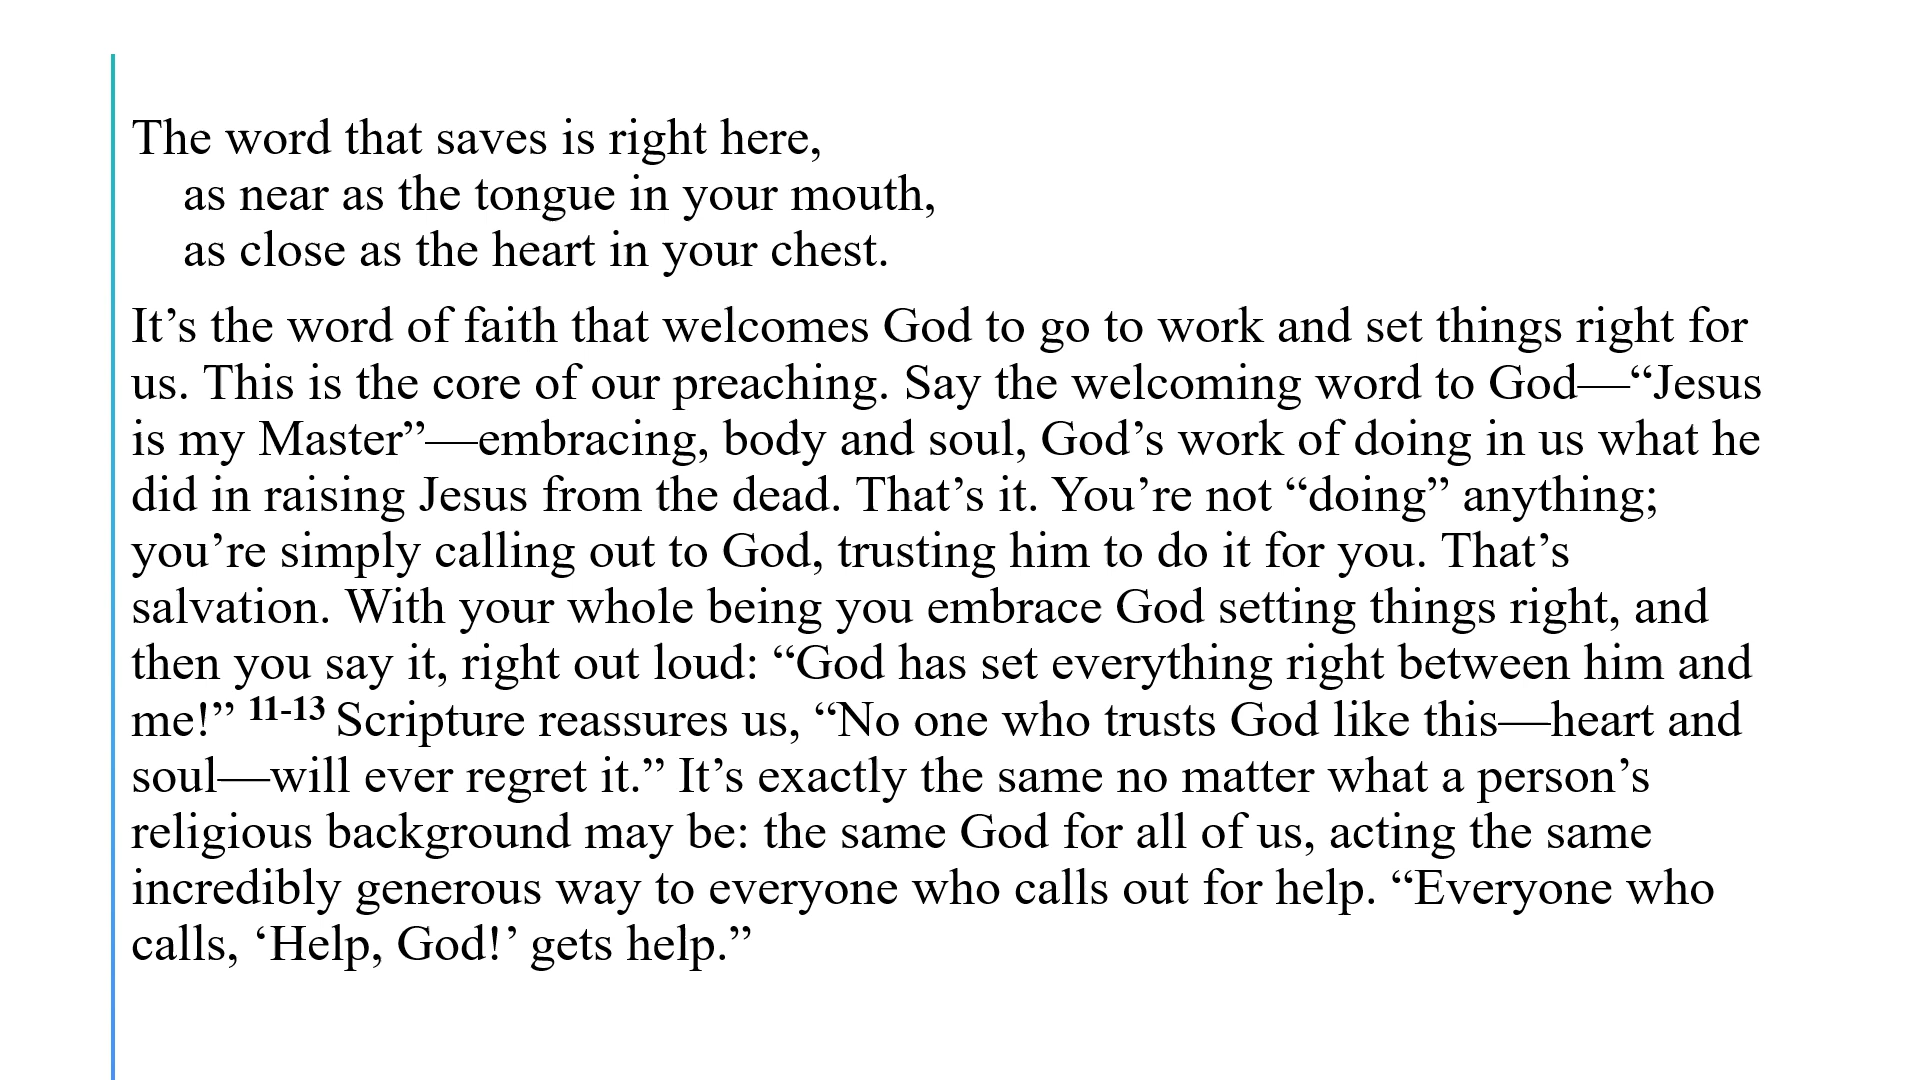 The word that saves is right here,
as near as the tongue in your mouth,
as close as the heart in your chest.
It’s the word of faith that welcomes God to go to work and set things right for
us. This is the core of our preaching. Say the welcoming word to God—“Jesus
is my Master”—embracing, body and soul, God’s work of doing in us what he
did in raising Jesus from the dead. That’s it. You’re not “doing” anything;
you’re simply calling out to God, trusting him to do it for you. That’s
salvation. With your whole being you embrace God setting things right, and
then you say it, right out loud: “God has set everything right between him and
me!” 11-13 Scripture reassures us, “No one who trusts God like this—heart and
soul—will ever regret it.” It’s exactly the same no matter what a person’s
religious background may be: the same God for all of us, acting the same
incredibly generous way to everyone who calls out for help. “Everyone who
calls, ‘Help, God!’ gets help.”